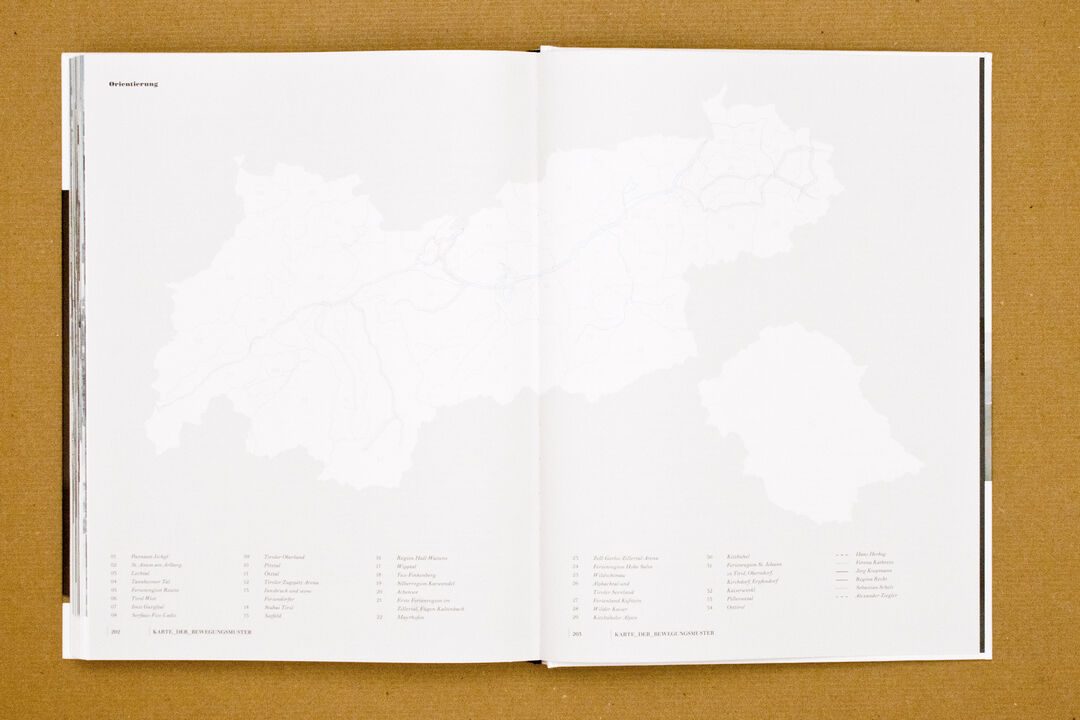 Orientierung
01 Paznaun-Ischgl
02 St. Anton am Arlberg
03 Lechtal
04 Tannheimer Tal
05 Ferienregion Reutte
06 Tirol West
07 Inns Gurgltal
08 Serfaus-Fiss-Ladis
09 Tiroler Oberland
10 Pitztal
11 Ötztal
12 Tiroler Zugspitz Arena
13 Innsbruck und seine
Feriendörfer
14 Stubai Tirol
15 Seefeld
16 Region Hall-Wattens
17 Wipptal
18 Tux-Finkenberg
19 Silberregion Karwendel
20 Achensee
21 Erste Ferienregion im
Zillertal, Fügen Kaltenbach
22 Mayrhofen
23 Zell-Gerlos Zillertal Arena
24 Ferienregion Hohe Salve
25 Wildschönau
26 Alpbachtal und
Tiroler Seenland
27 Ferienland Kufstein
28 Wilder Kaiser
29 Kitzbüheler Alpen
30 Kitzbühel
31 Ferienregion St. Johann
in Tirol, Oberndorf,
Kirchdorf, Erpfendorf
32 Kaiserwinkl
33 Pillerseetal
34 Osttirol
Hans Herbig
Verena Kathrein
Jörg Koopmann
Regina Recht
Sebastian Schels
Alexander Ziegler
202 KARTE_DER_BEWEGUNGSMUSTER
203 KARTE_DER_BEWEGUNGSMUSTER